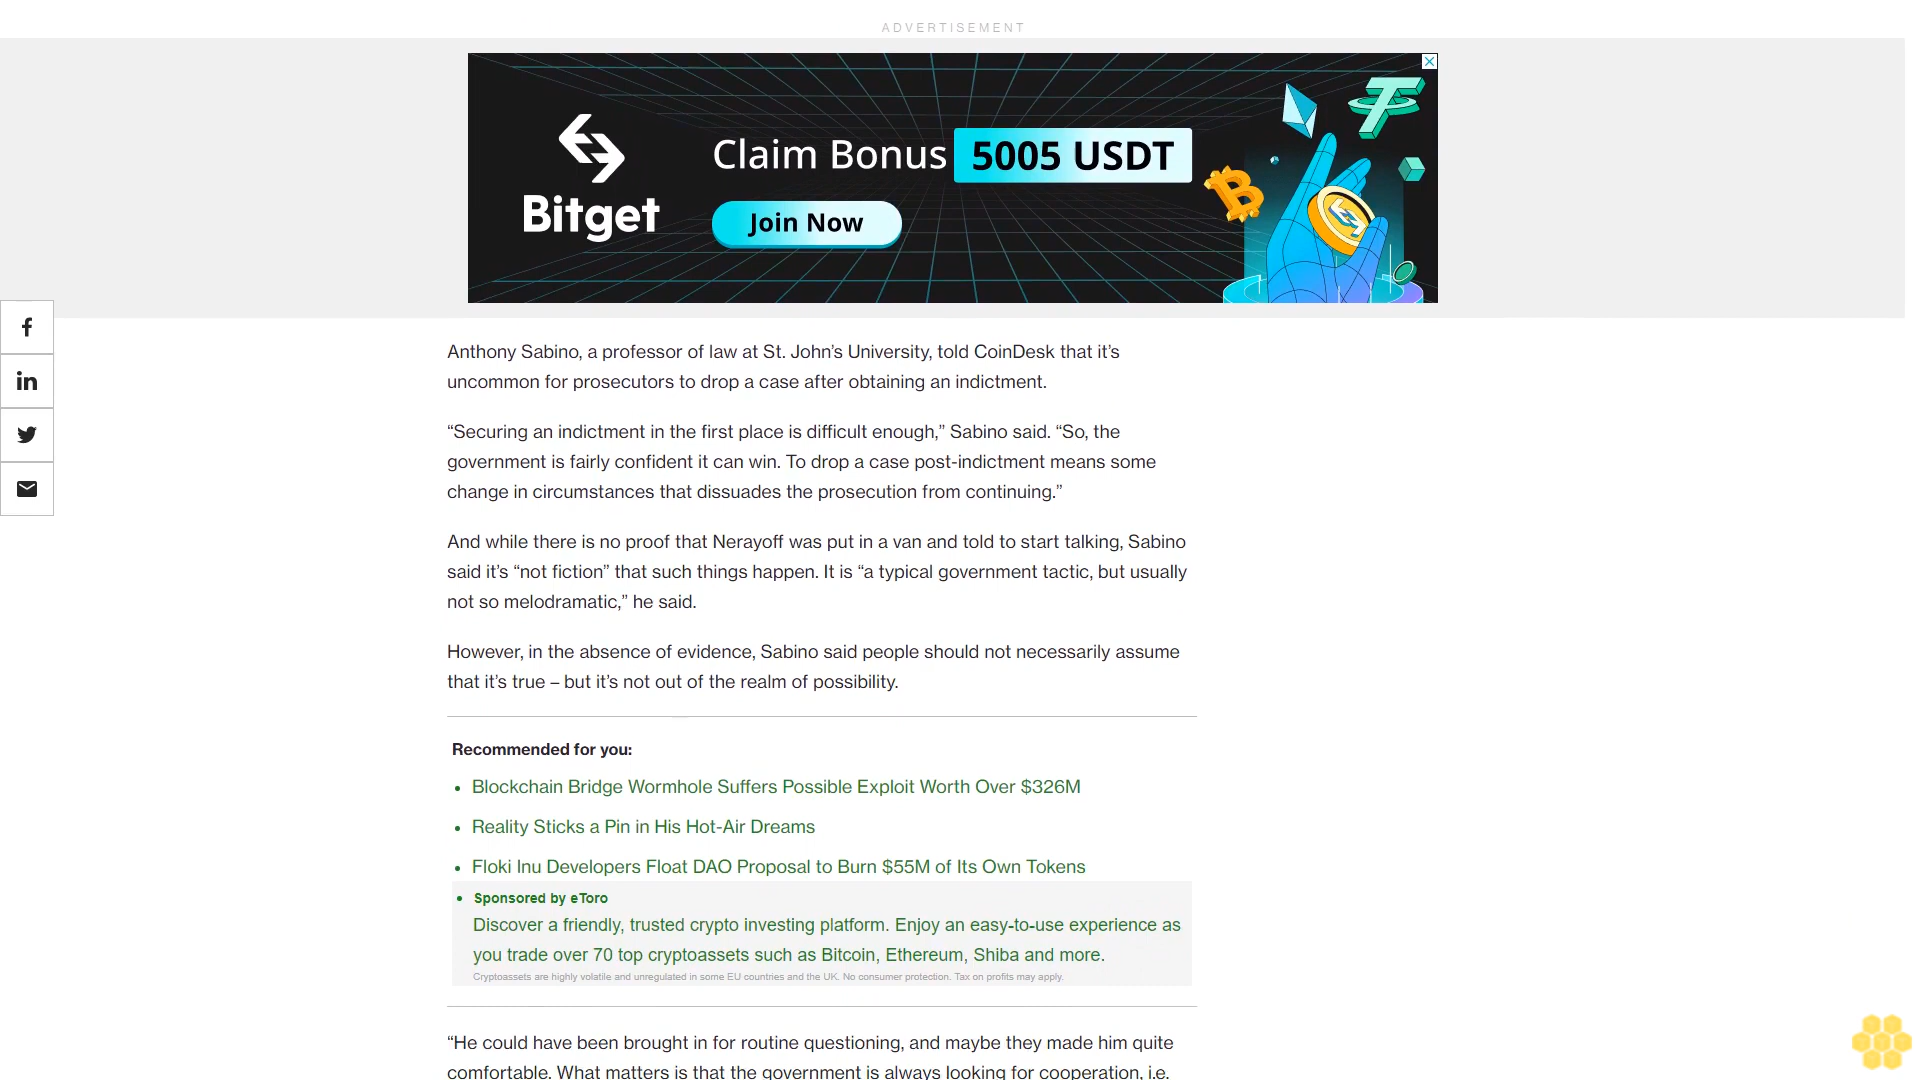 ADVERTISEMENT
Bitget
Claim Bonus 5005 USDT
Join Now
Anthony Sabino, a professor of law at St. John’s University, told CoinDesk that it’s
uncommon for prosecutors to drop a case after obtaining an indictment.
“Securing an indictment in the first place is difficult enough,” Sabino said. “So, the
government is fairly confident it can win. To drop a case post-indictment means some
change in circumstances that dissuades the prosecution from continuing.”
And while there is no proof that Nerayoff was put in a van and told to start talking, Sabino
said it’s “not fiction” that such things happen. It is “a typical government tactic, but usually
not so melodramatic,” he said.
However, in the absence of evidence, Sabino said people should not necessarily assume
that it’s true – but it’s not out of the realm of possibility.
Recommended for you:
• Blockchain Bridge Wormhole Suffers Possible Exploit Worth Over $326M
• Reality Sticks a Pin in His Hot-Air Dreams
• Floki Inu Developers Float DAO Proposal to Burn $55M of Its Own Tokens
• Sponsored by eToro
Discover a friendly, trusted crypto investing platform. Enjoy an easy-to-use experience as
you trade over 70 top cryptoassets such as Bitcoin, Ethereum, Shiba and more.
Cryptoassets are highly volatile and unregulated in some EU countries and the UK. No consumer protection. Tax on profits may apply.
“He could have been brought in for routine questioning, and maybe they made him quite
comfortable. What matters is that the government is always looking for cooperation, i.e.